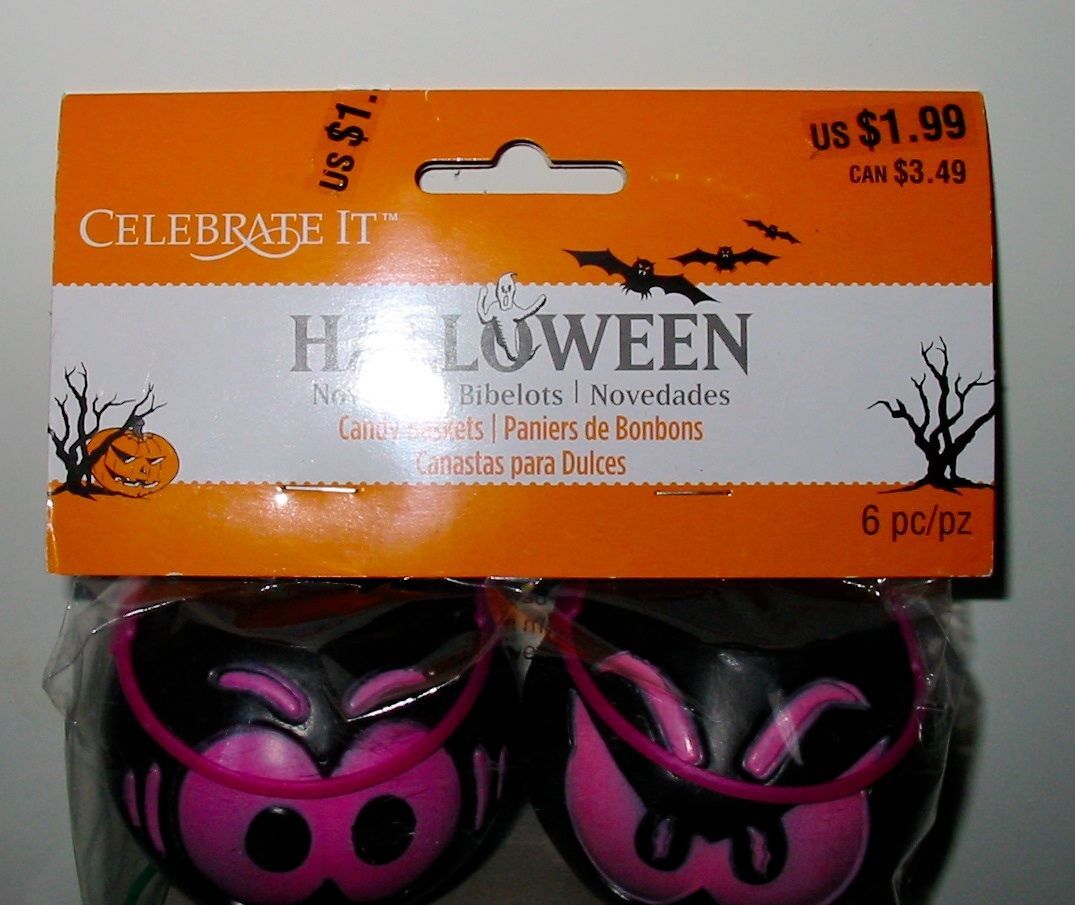 US $1.
US $1.99
CAN $3.49
CELEBRATE IT™
HALLOWEEN
Bibelots | Novedades
Candy Baskets | Paniers de Bonbons
Canastas para Dulces
6 pc/pz